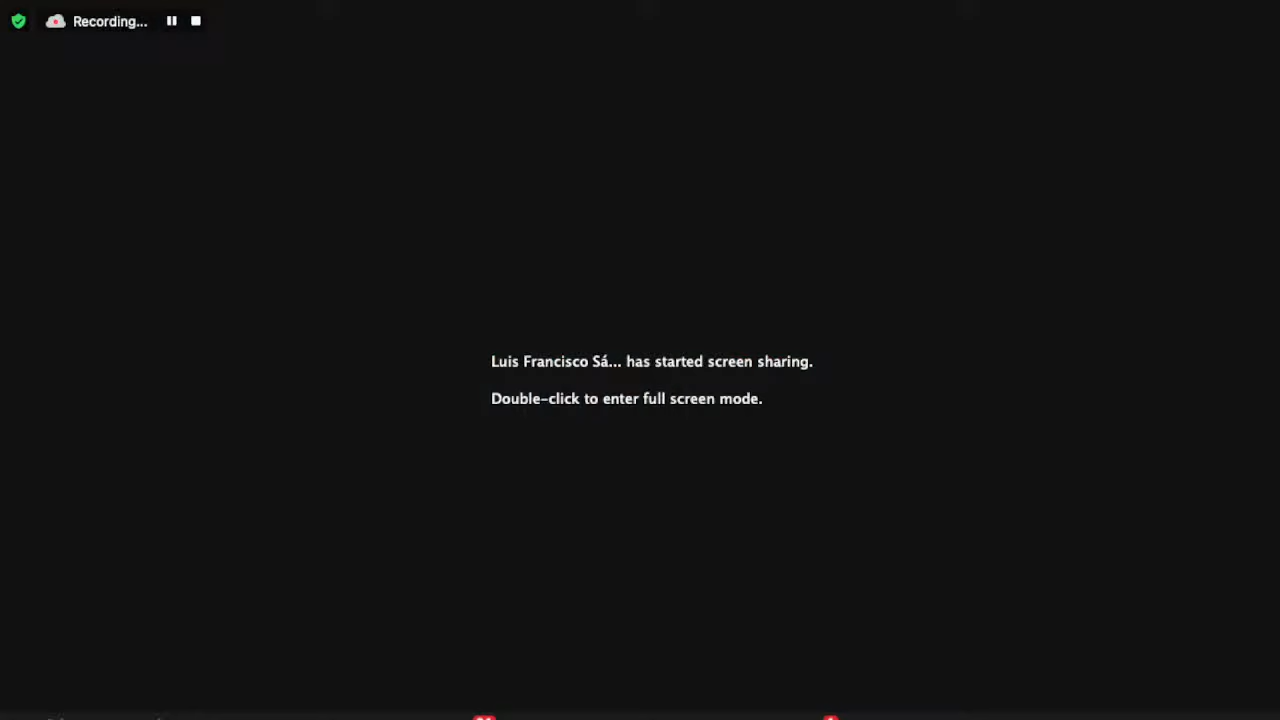 Recording...
Luis Francisco Sá... has started screen sharing.
Double-click to enter full screen mode.